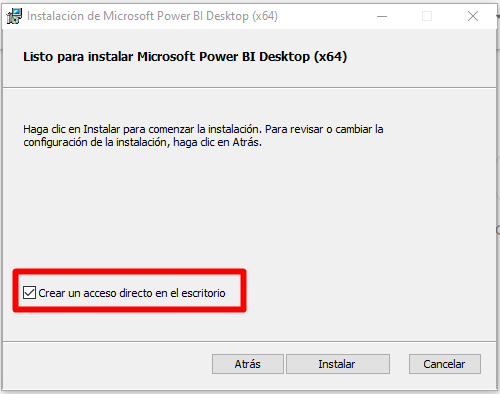 Instalación de Microsoft Power BI Desktop (x64)
Listo para instalar Microsoft Power BI Desktop (x64)
Haga clic en Instalar para comenzar la instalación. Para revisar o cambiar la
configuración de la instalación, haga clic en Atrás.
Crear un acceso directo en el escritorio
Atrás
Instalar
Cancelar